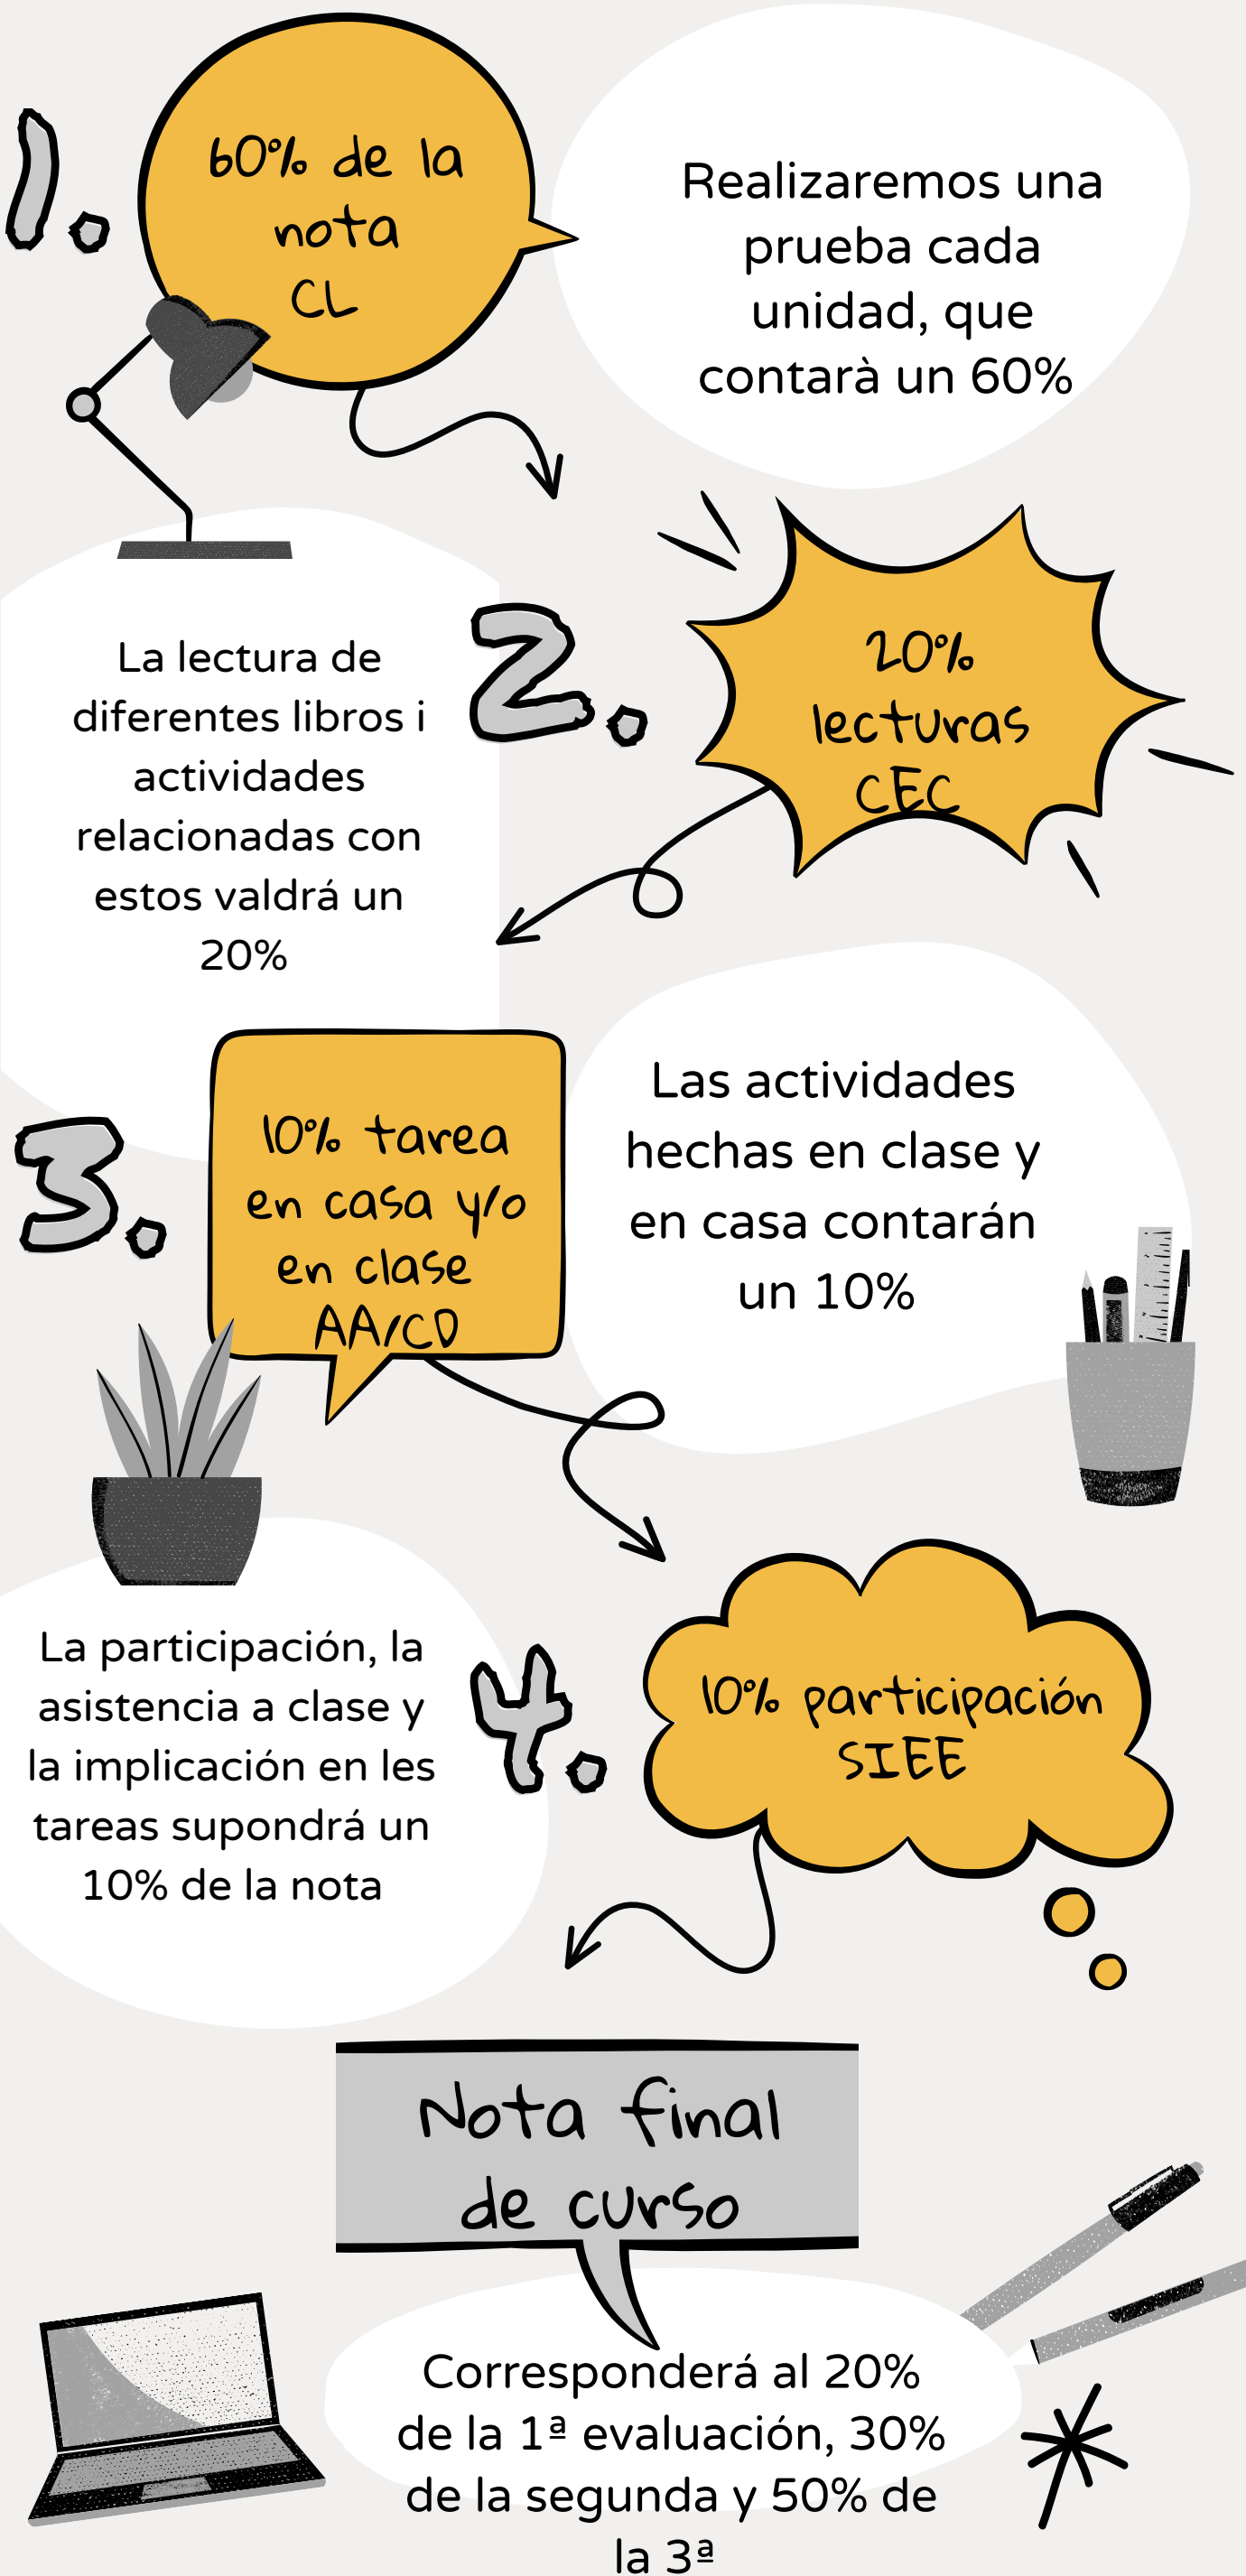 1.
60% de la
nota
CL
Realizaremos una
prueba cada
unidad, que
contarà un 60%
2.
20%
lecturas
CEC
La lectura de
diferentes libros i
actividades
relacionadas con
estos valdrá un
20%
3.
10% tarea
en casa y/o
en clase
AA/CD
Las actividades
hechas en clase y
en casa contarán
un 10%
4.
10% participación
SIEE
La participación, la
asistencia a clase y
la implicación en les
tareas supondrá un
10% de la nota
Nota final
de curso
Corresponderá al 20%
de la 1ª evaluación, 30%
de la segunda y 50% de
la 3ª